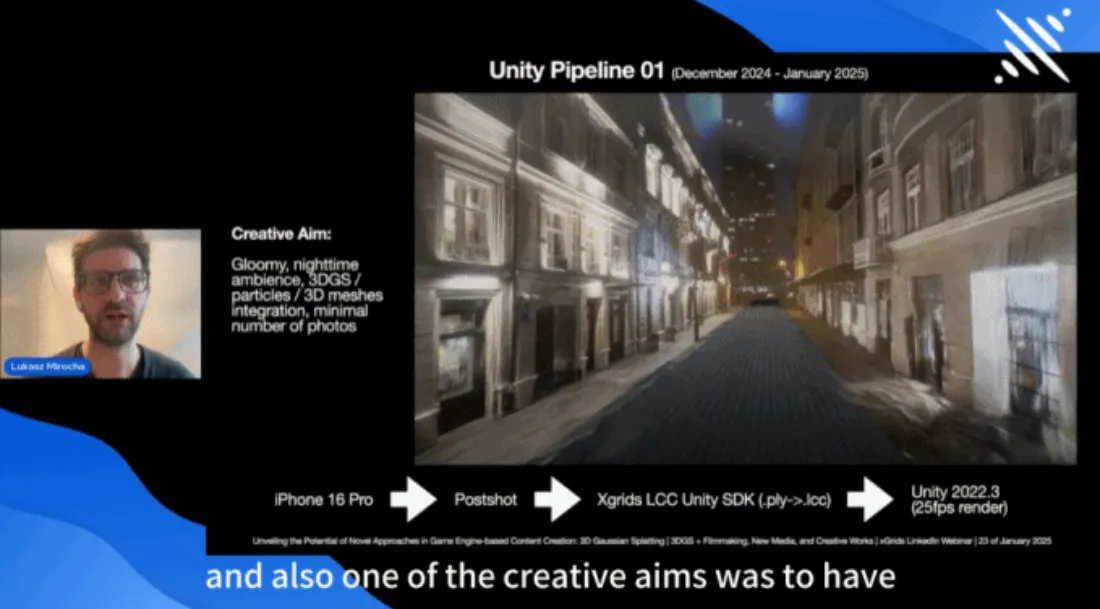 Unity Pipeline 01 (December 2024 - January 2025)
Creative Aim:
Gloomy, nighttime
ambience, 3DGS /
particles / 3D meshes
integration, minimal
number of photos
Lukasz Mirocha
iPhone 16 Pro
Postshot
Xgrids LCC Unity SDK (.ply->.lcc)
Unity 2022.3
(25fps render)
Unveiling the Potential of Novel Approaches in Game Engine-based Content Creation: 3D Gaussian Splatting | 3DGS + Filmmaking, New Media, and Creative Works | xGrids LinkedIn Webinar | 23 of January 2025
and also one of the creative aims was to have